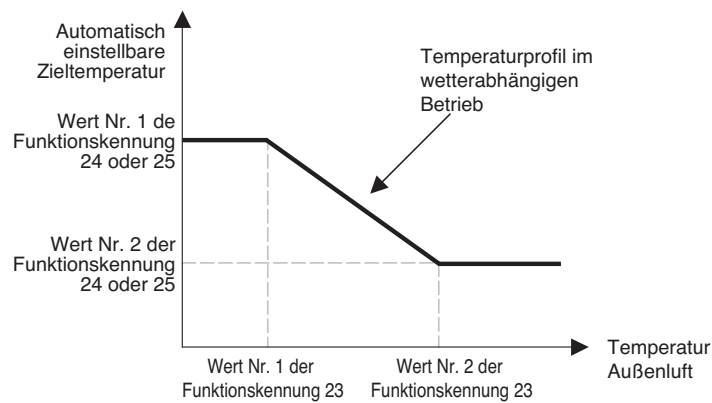 Automatisch
einstellbare
Zieltemperatur
Temperaturprofil im
wetterabhängigen
Betrieb
Wert Nr. 1 de
Funktionskennung
24 oder 25
Wert Nr. 2 der
Funktionskennung
24 oder 25
Temperatur
Außenluft
Wert Nr. 1 der
Funktionskennung 23
Wert Nr. 2 der
Funktionskennung 23